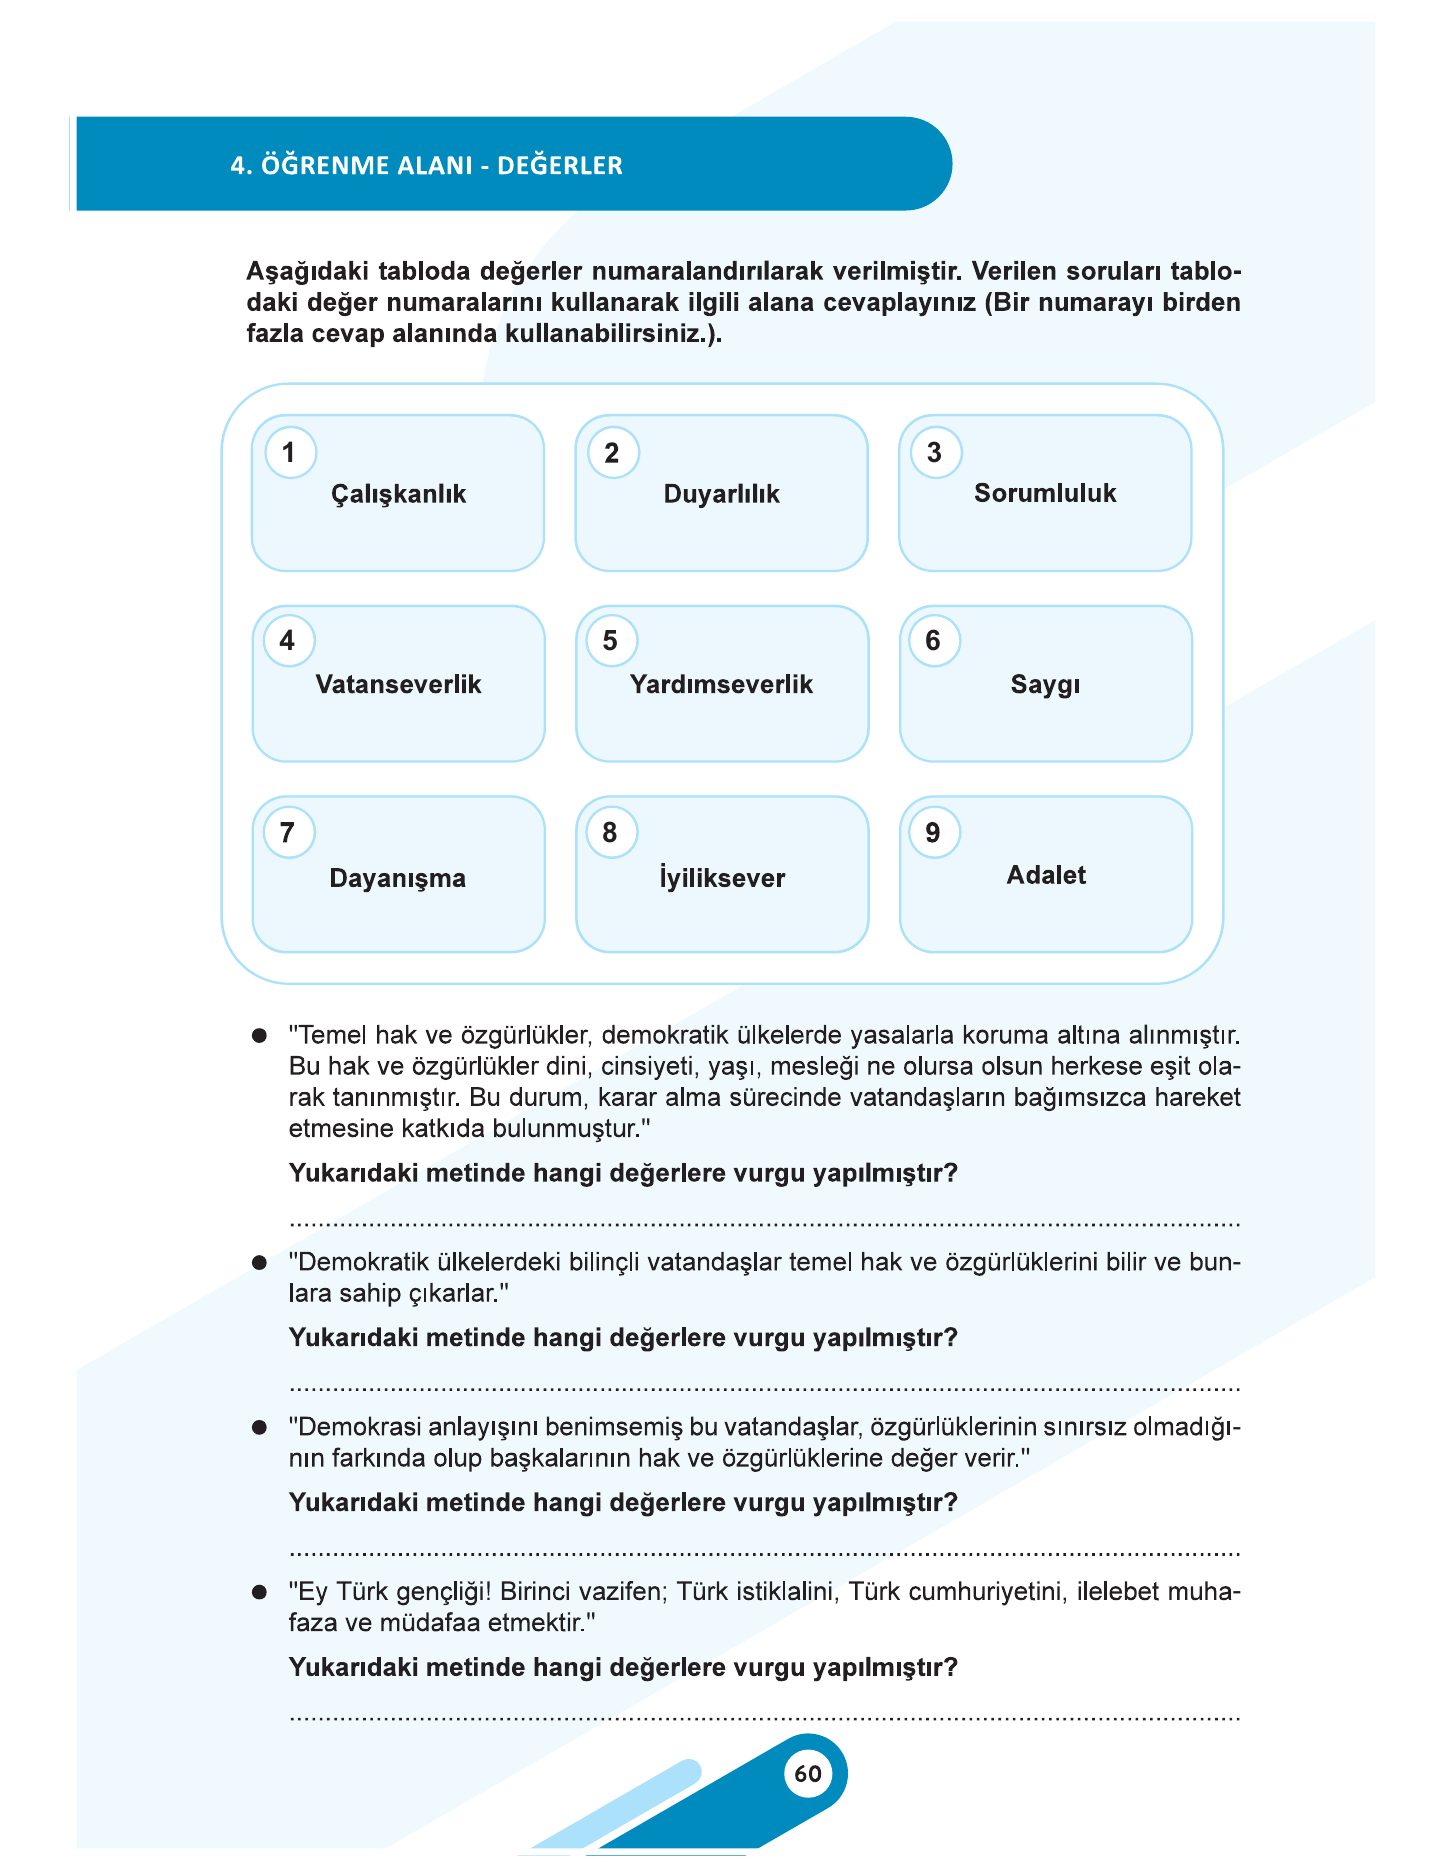 4. ÖĞRENME ALANI - DEĞERLER
Aşağıdaki tabloda değerler numaralandırılarak verilmiştir. Verilen soruları tablo-
daki değer numaralarını kullanarak ilgili alana cevaplayınız (Bir numarayı birden
fazla cevap alanında kullanabilirsiniz.).
1
Çalışkanlık
2
Duyarlılık
3
Sorumluluk
4
Vatanseverlik
5
Yardımseverlik
6
Saygı
7
Dayanışma
8
İyiliksever
9
Adalet
● "Temel hak ve özgürlükler, demokratik ülkelerde yasalarla koruma altına alınmıştır.
Bu hak ve özgürlükler dini, cinsiyeti, yaşı, mesleği ne olursa olsun herkese eşit ola-
rak tanınmıştır. Bu durum, karar alma sürecinde vatandaşların bağımsızca hareket
etmesine katkıda bulunmuştur."
Yukarıdaki metinde hangi değerlere vurgu yapılmıştır?
● "Demokratik ülkelerdeki bilinçli vatandaşlar temel hak ve özgürlüklerini bilir ve bun-
lara sahip çıkarlar."
Yukarıdaki metinde hangi değerlere vurgu yapılmıştır?
● "Demokrasi anlayışını benimsemiş bu vatandaşlar, özgürlüklerinin sınırsız olmadığı-
nın farkında olup başkalarının hak ve özgürlüklerine değer verir."
Yukarıdaki metinde hangi değerlere vurgu yapılmıştır?
● "Ey Türk gençliği! Birinci vazifen; Türk istiklalini, Türk cumhuriyetini, ilelebet muha-
faza ve müdafaa etmektir."
Yukarıdaki metinde hangi değerlere vurgu yapılmıştır?
60